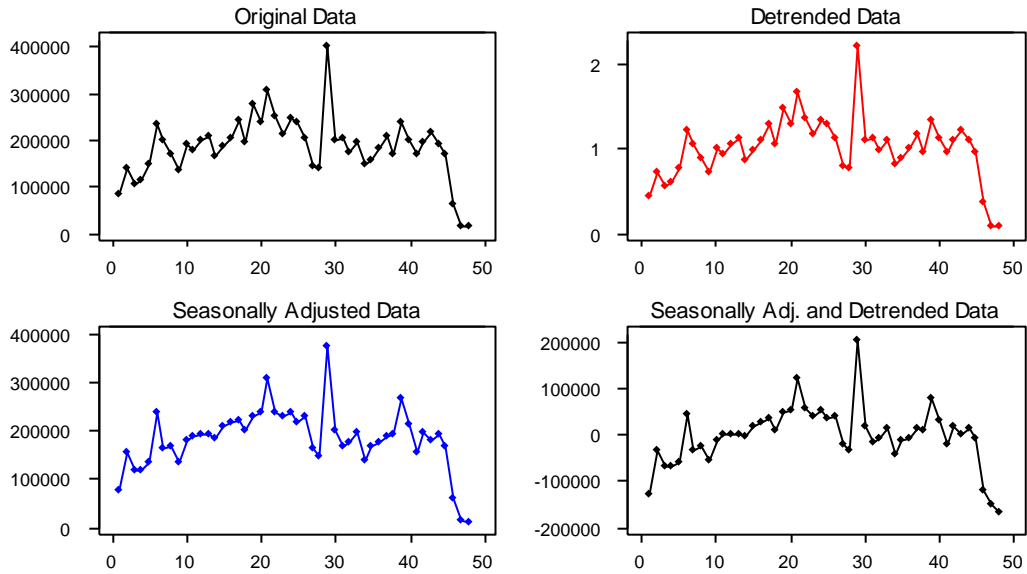 Original Data
400000
300000
200000
100000
0
0 10 20 30 40 50
Detrended Data
2
1
0
0 10 20 30 40 50
Seasonally Adjusted Data
400000
300000
200000
100000
0
0 10 20 30 40 50
Seasonally Adj. and Detrended Data
200000
100000
0
-100000
-200000
0 10 20 30 40 50